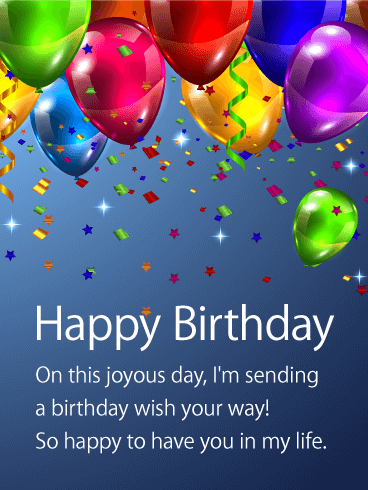 Happy Birthday
On this joyous day, I'm sending
a birthday wish your way!
So happy to have you in my life.